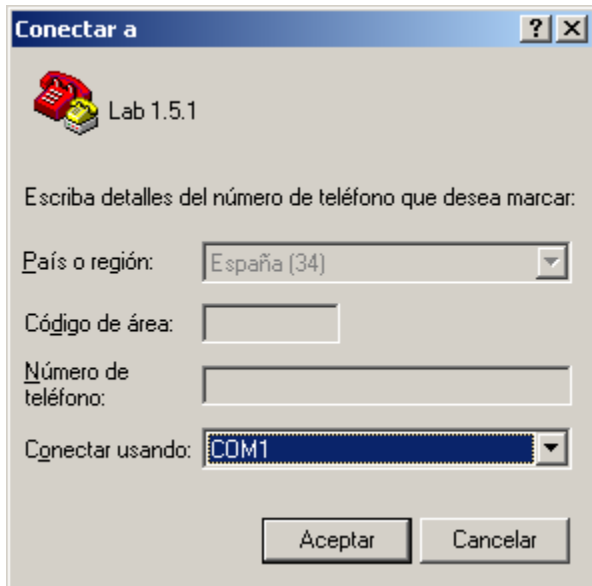 Conectar a
Lab 1.5.1
Escriba detalles del número de teléfono que desea marcar:
País o región: España (34)
Código de área:
Número de
teléfono:
Conectar usando: COM1
Aceptar Cancelar